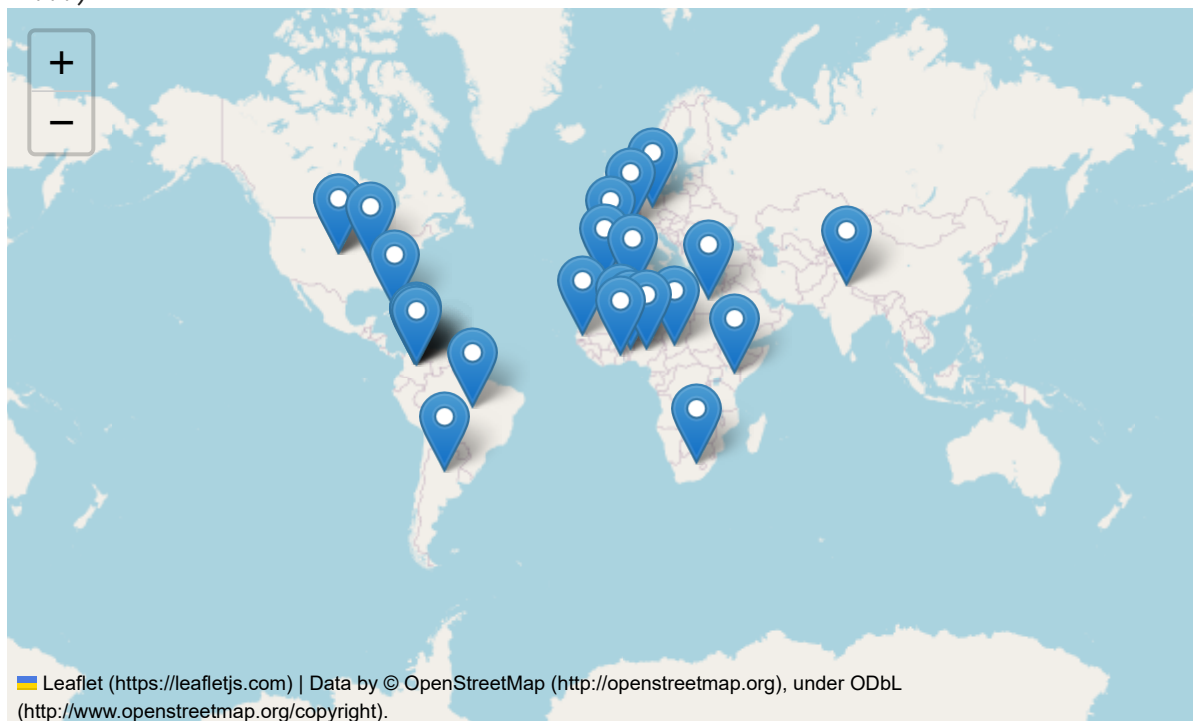 +
−
Leaflet (https://leafletjs.com) | Data by © OpenStreetMap (http://openstreetmap.org), under ODbL
(http://www.openstreetmap.org/copyright).